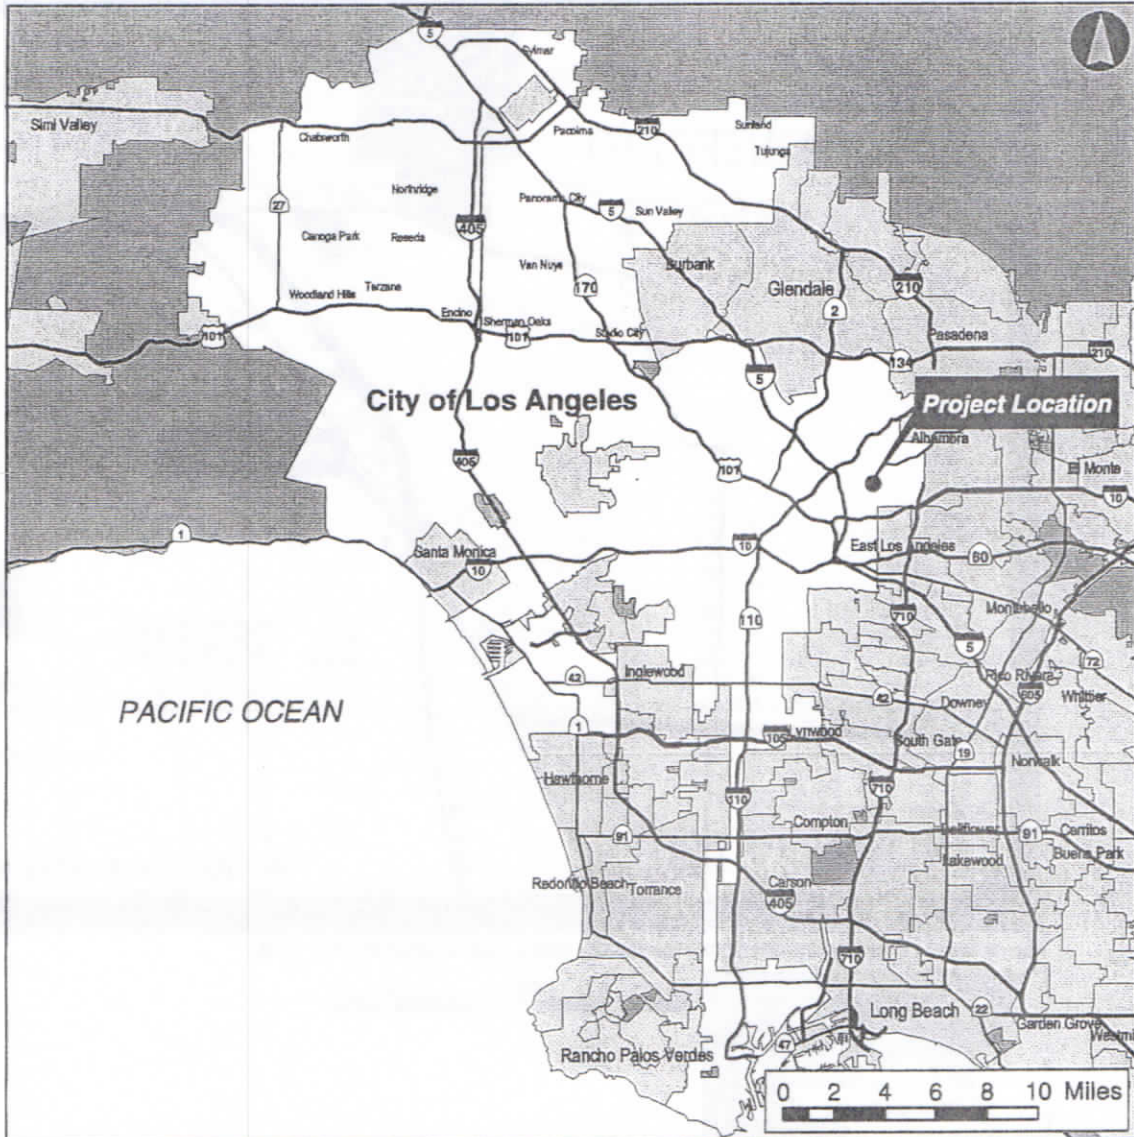 5
Sylmar
Simi Valley
Chatsworth
Pacoima
210
Sunland
Tujunga
27
Northridge
405
Panorama City
5
Sun Valley
Canoga Park
Reseda
Van Nuys
Burbank
Woodland Hills
Tarzana
170
Glendale
210
Encino
Sherman Oaks
2
101
101
Studio City
Pasadena
134
210
5
City of Los Angeles
Project Location
Alhambra
405
101
El Monte
10
1
Santa Monica
10
10
East Los Angeles
60
110
710
Montebello
5
72
42
Inglewood
Pico Rivera
605
Whittier
PACIFIC OCEAN
42
Downey
1
105
Lynwood
South Gate
19
Norwalk
Hawthorne
110
710
91
Compton
Bellflower
91
Cerritos
Lakewood
Buena Park
Redondo Beach
Torrance
Carson
405
710
Long Beach
22
Garden Grove
Westmi
47
Rancho Palos Verdes
0 2 4 6 8 10 Miles